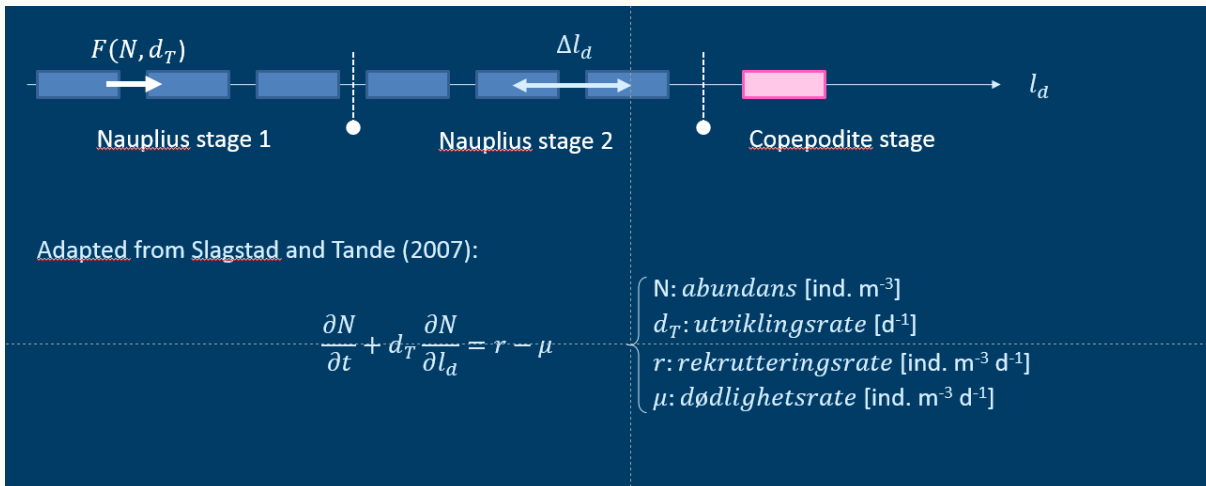 F(N, d_T)
Δl_d
l_d
Nauplius stage 1
Nauplius stage 2
Copepodite stage
Adapted from Slagstad and Tande (2007):
∂N/∂t + d_T ∂N/∂l_d = r − μ
N: abundans [ind. m⁻³]
d_T: utviklingsrate [d⁻¹]
r: rekrutteringsrate [ind. m⁻³ d⁻¹]
μ: dødlighetsrate [ind. m⁻³ d⁻¹]